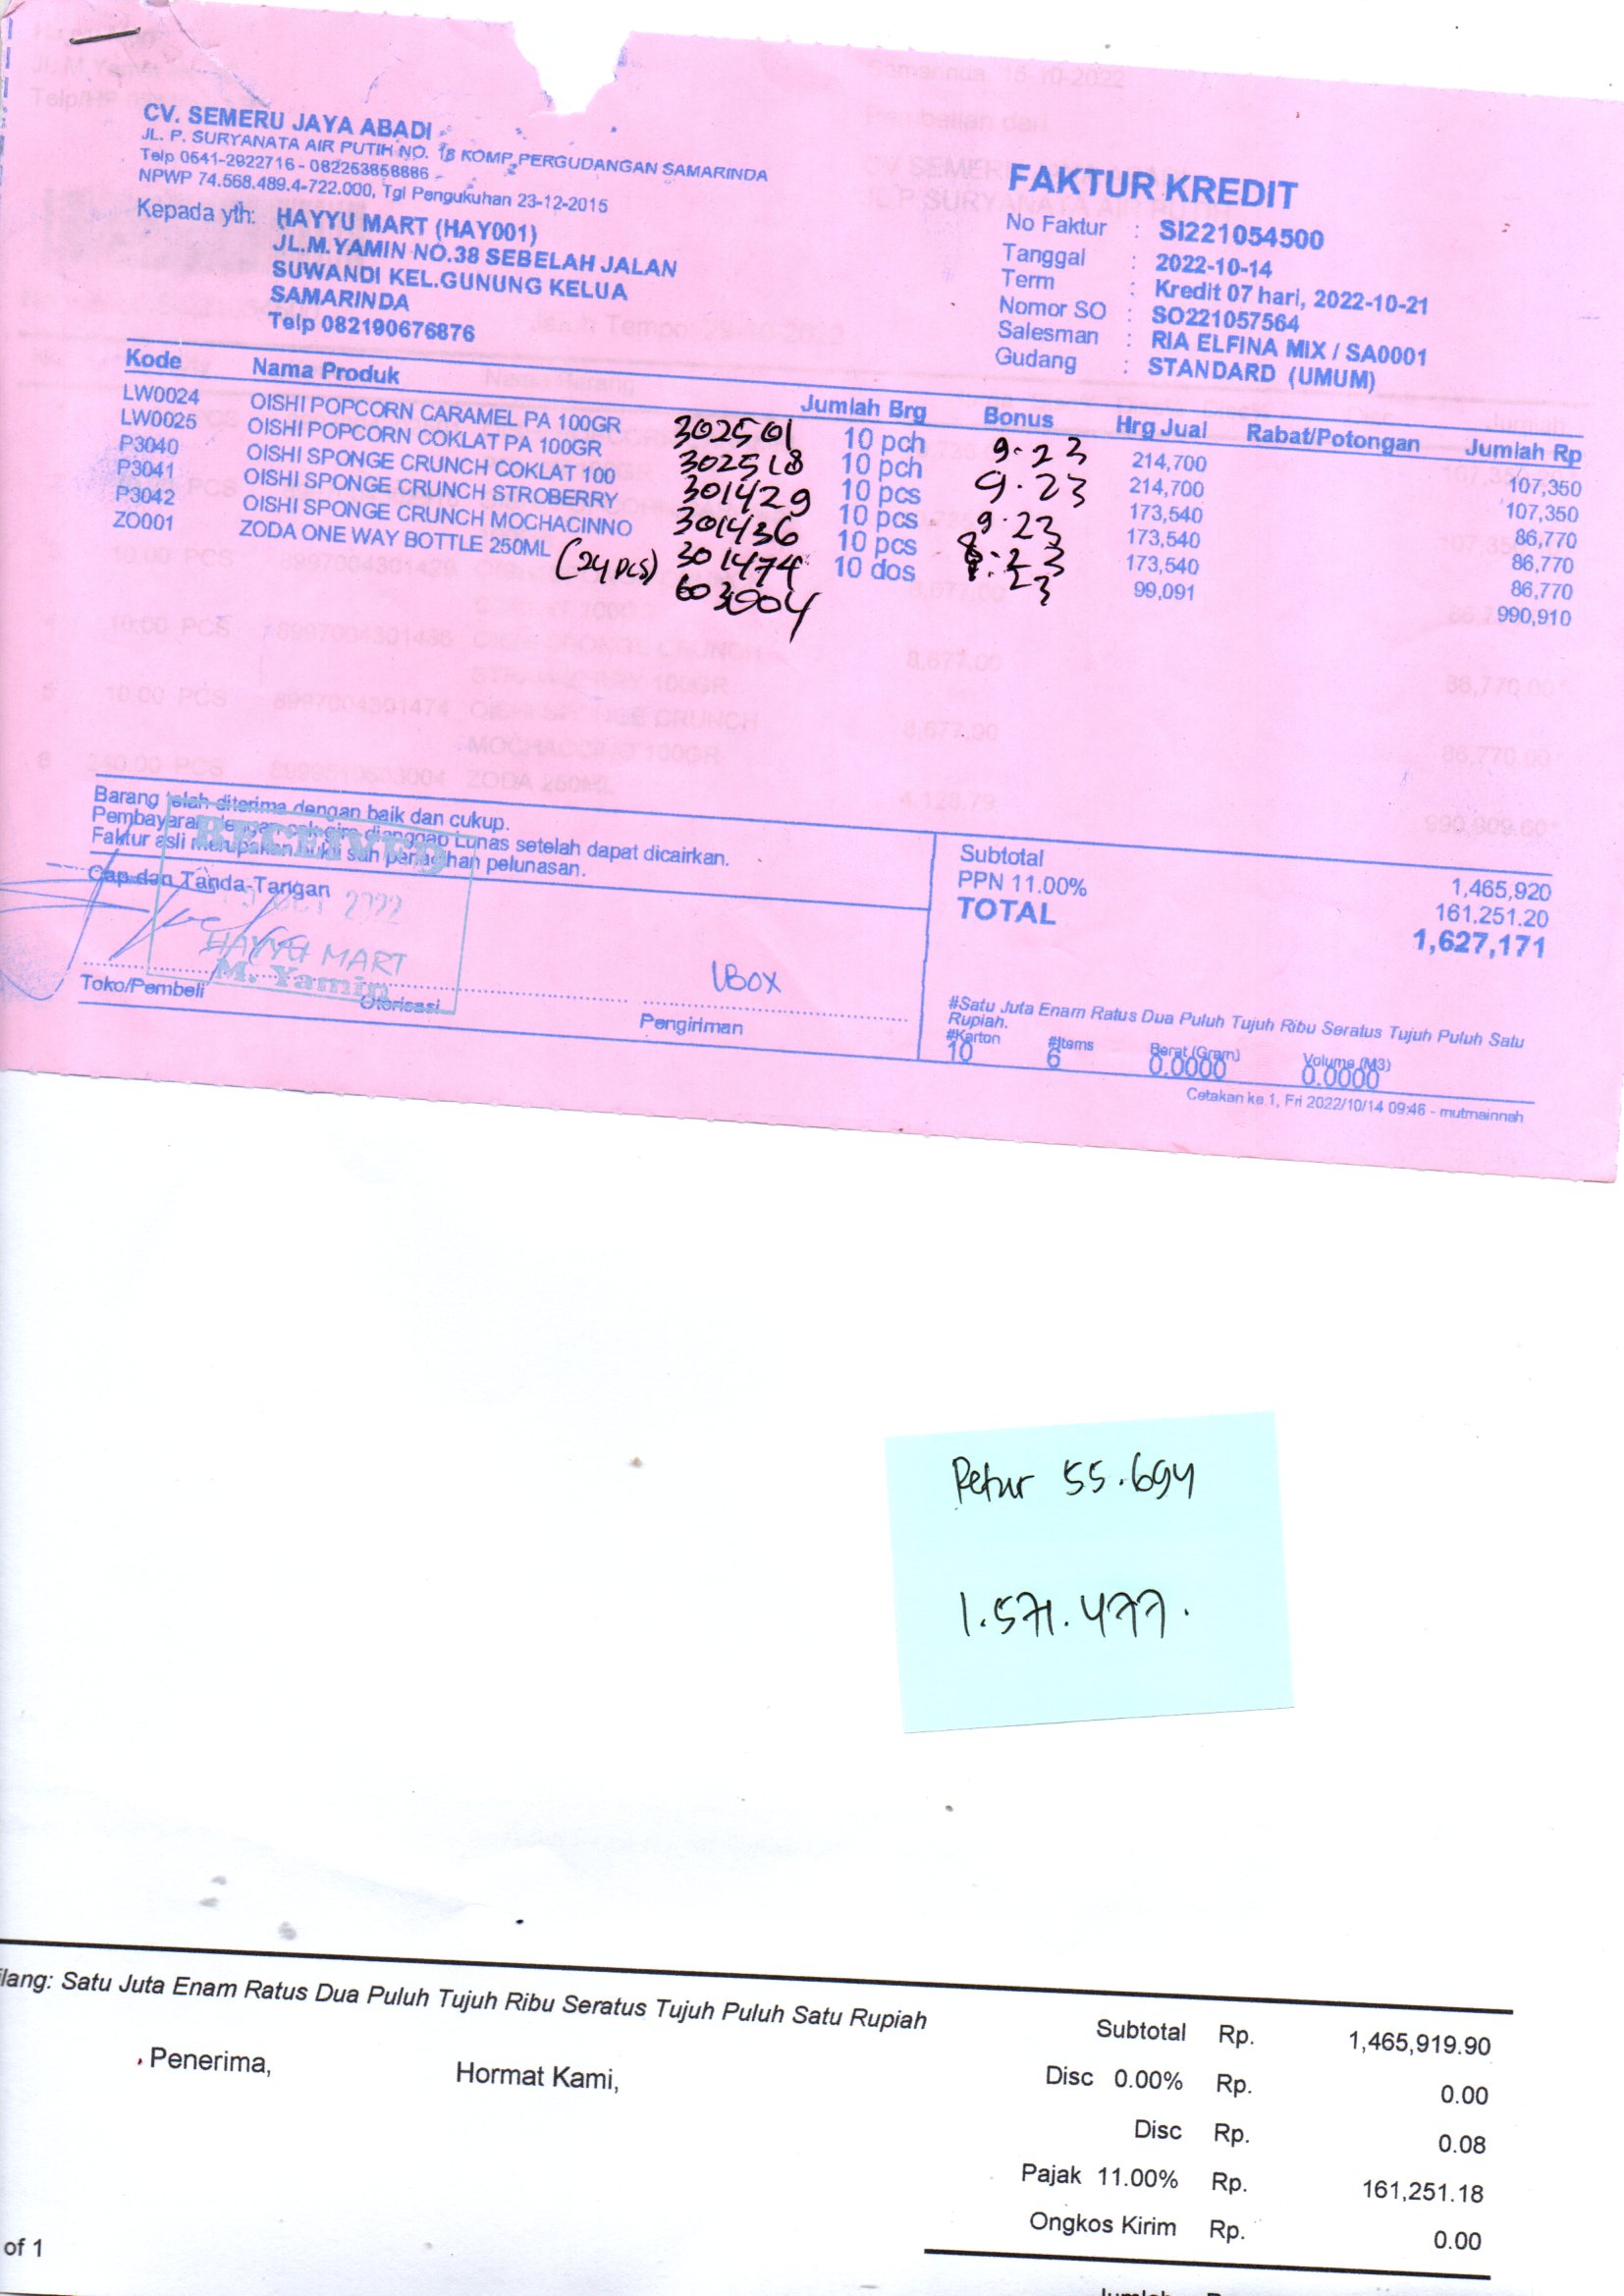 CV. SEMERU JAYA ABADI
JL. P. SURYANATA AIR PUTIH NO. 18 KOMP PERGUDANGAN SAMARINDA
Telp 0541-2922716 - 082253858886
NPWP 74.568.489.4-722.000, Tgl Pengukuhan 23-12-2015
Kepada yth: HAYYU MART (HAY001)
JL.M.YAMIN NO.38 SEBELAH JALAN
SUWANDI KEL.GUNUNG KELUA
SAMARINDA
Telp 082190676876
FAKTUR KREDIT
No Faktur : SI221054500
Tanggal : 2022-10-14
Term : Kredit 07 hari, 2022-10-21
Nomor SO : SO221057564
Salesman : RIA ELFINA MIX / SA0001
Gudang : STANDARD (UMUM)
Kode Nama Produk Jumlah Brg Bonus Hrg Jual Rabat/Potongan Jumlah Rp
LW0024 OISHI POPCORN CARAMEL PA 100GR 302501 10 pch 9.23 214,700 107,350
LW0025 OISHI POPCORN COKLAT PA 100GR 302518 10 pch 9.23 214,700 107,350
P3040 OISHI SPONGE CRUNCH COKLAT 100 301429 10 pcs 9.23 173,540 86,770
P3041 OISHI SPONGE CRUNCH STROBERRY 301436 10 pcs 173,540 86,770
P3042 OISHI SPONGE CRUNCH MOCHACINNO 301474 10 pcs 173,540 86,770
ZO001 ZODA ONE WAY BOTTLE 250ML (24 pcs) 603004 10 dos 99,091 990,910
Barang telah diterima dengan baik dan cukup.
Pembayaran dengan cek-giro dianggap Lunas setelah dapat dicairkan.
Faktur asli merupakan bukti sah penagihan pelunasan.
Cap dan Tanda-Tangan
RECEIVED
OCT 2022
HAYYU MART
M. Yamin
Toko/Pembeli Otorisasi Pengiriman
UBOX
Subtotal 1,465,920
PPN 11.00% 161.251.20
TOTAL 1,627,171
#Satu Juta Enam Ratus Dua Puluh Tujuh Ribu Seratus Tujuh Puluh Satu
Rupiah.
#Karton #Items Berat (Gram) Volume (M3)
10 6 0.0000 0.0000
Cetakan ke 1, Fri 2022/10/14 09:46 - mutmainnah
Retur 55.694
1.571.477.
ilang: Satu Juta Enam Ratus Dua Puluh Tujuh Ribu Seratus Tujuh Puluh Satu Rupiah
Penerima, Hormat Kami,
Subtotal Rp. 1,465,919.90
Disc 0.00% Rp. 0.00
Disc Rp. 0.08
Pajak 11.00% Rp. 161,251.18
Ongkos Kirim Rp. 0.00
of 1